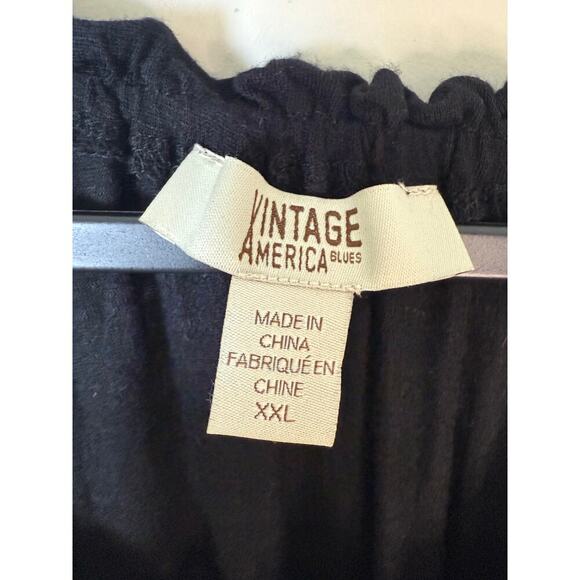 VINTAGE
AMERICA BLUES
MADE IN
CHINA
FABRIQUÉ EN
CHINE
XXL